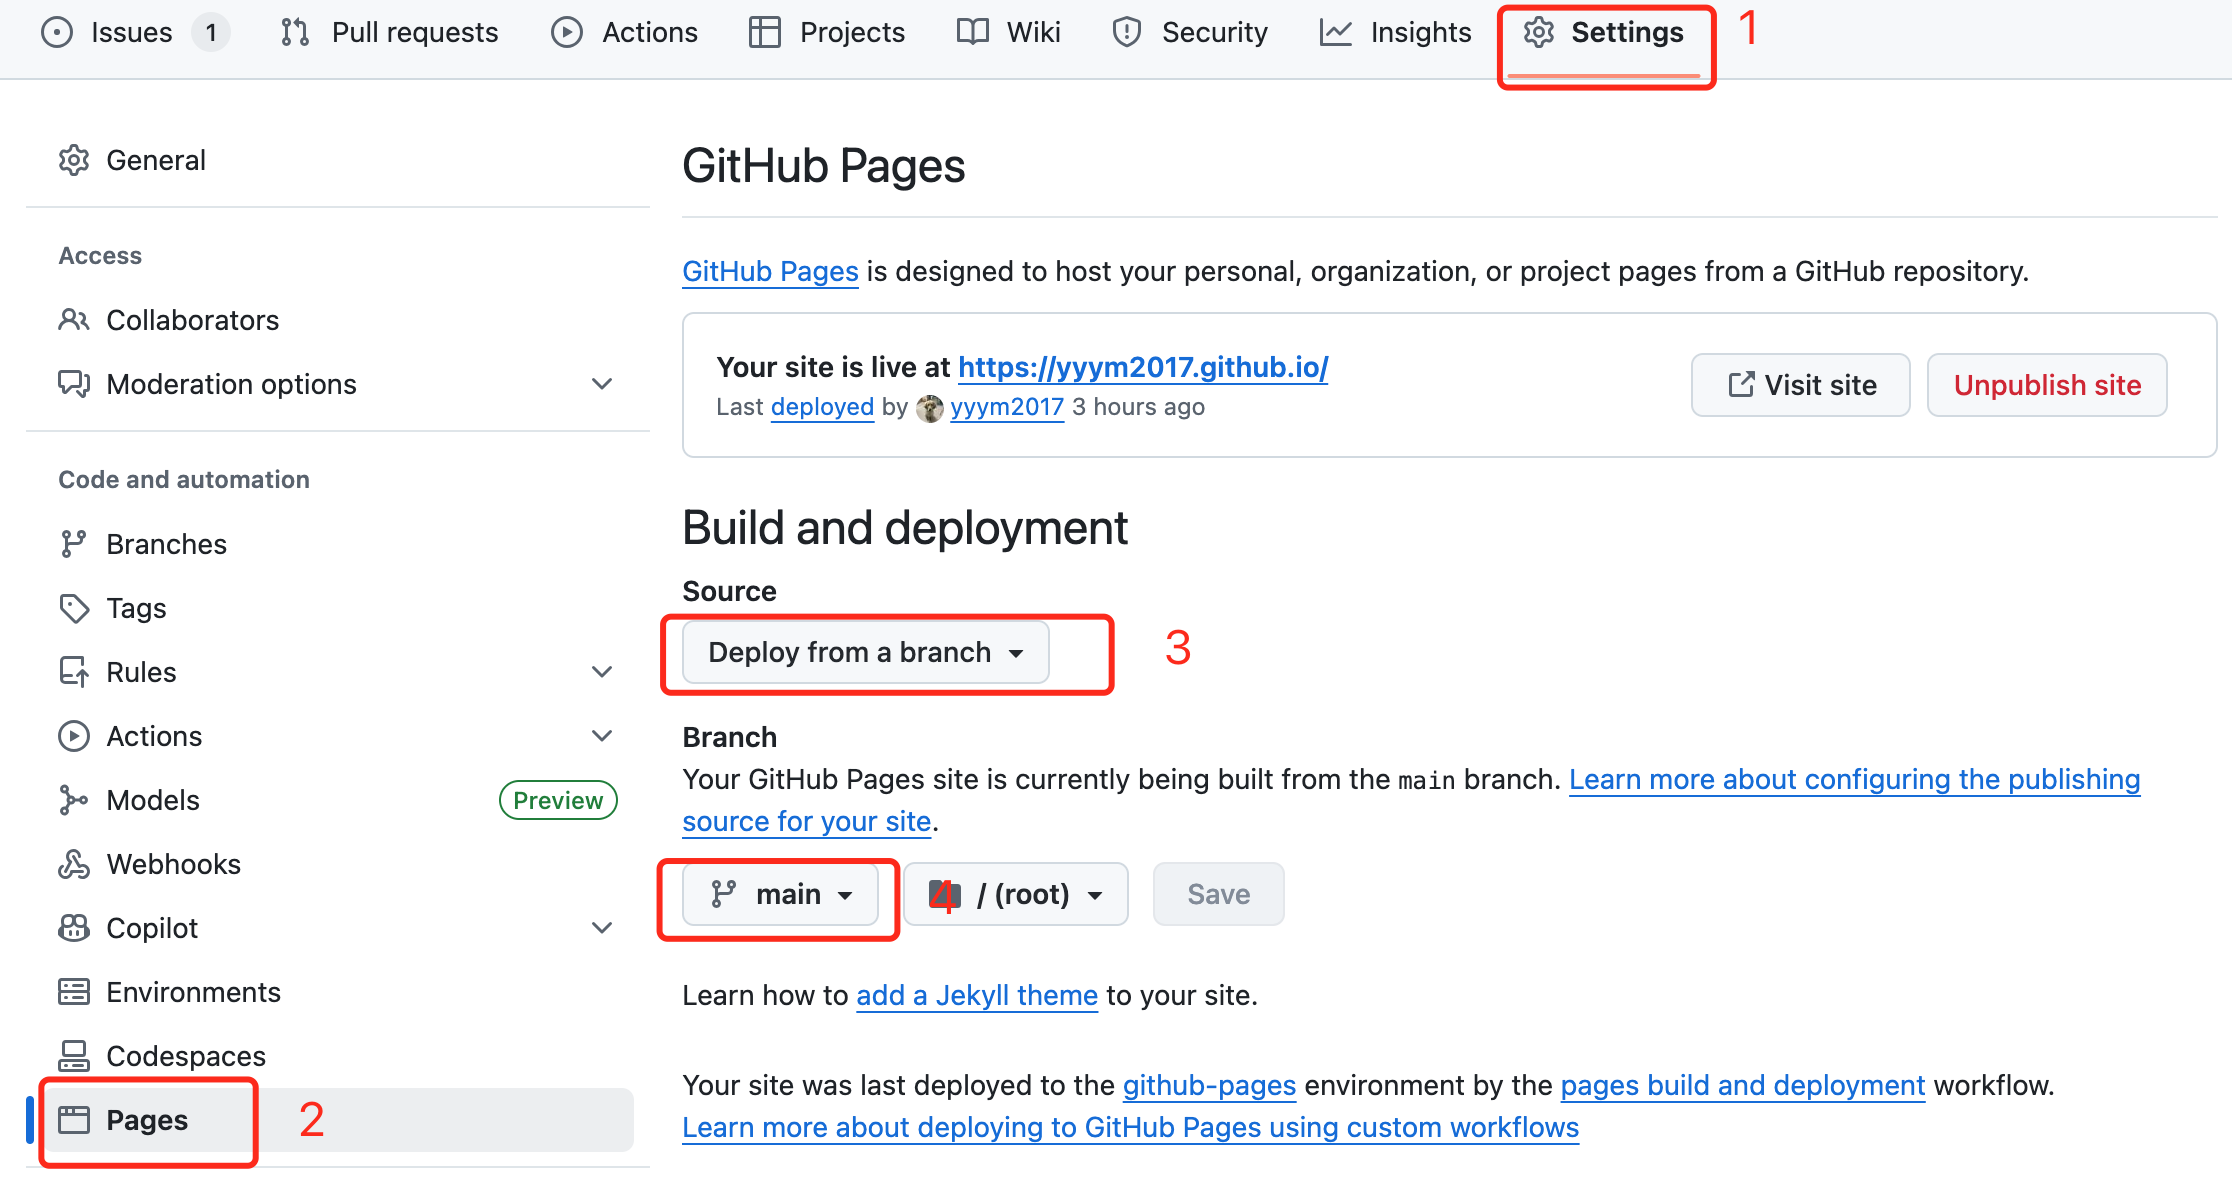 Issues 1 Pull requests Actions Projects Wiki Security Insights Settings 1
General
Access
Collaborators
Moderation options
Code and automation
Branches
Tags
Rules
Actions
Models Preview
Webhooks
Copilot
Environments
Codespaces
Pages 2
GitHub Pages
GitHub Pages is designed to host your personal, organization, or project pages from a GitHub repository.
Your site is live at https://yyym2017.github.io/
Last deployed by yyym2017 3 hours ago
Visit site Unpublish site
Build and deployment
Source
Deploy from a branch 3
Branch
Your GitHub Pages site is currently being built from the main branch. Learn more about configuring the publishing
source for your site.
main 4 / (root) Save
Learn how to add a Jekyll theme to your site.
Your site was last deployed to the github-pages environment by the pages build and deployment workflow.
Learn more about deploying to GitHub Pages using custom workflows